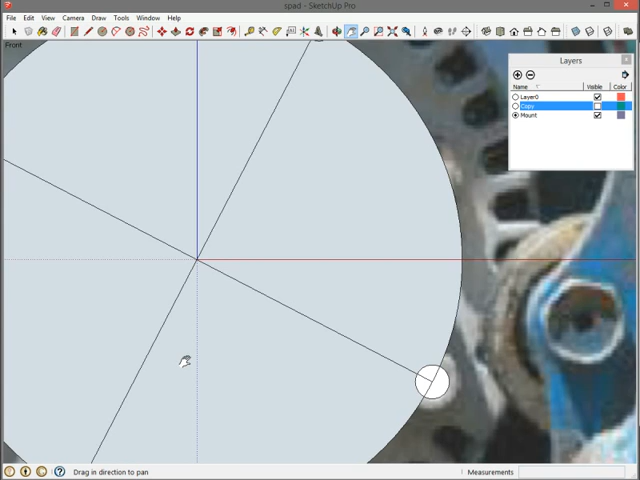 spad - SketchUp Pro
File Edit View Camera Draw Tools Window Help
Front
Layers
Name Visible Color
Layer0
Copy
Mount
Drag in direction to pan
Measurements